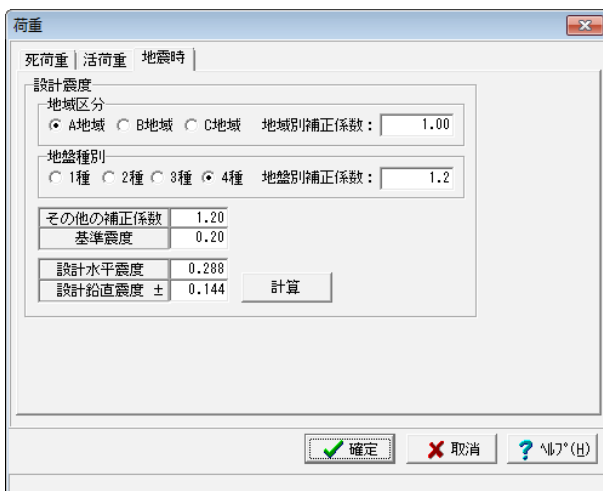 荷重
死荷重 活荷重 地震時
設計震度
地域区分
A地域 B地域 C地域 地域別補正係数: 1.00
地盤種別
1種 2種 3種 4種 地盤別補正係数: 1.2
その他の補正係数 1.20
基準震度 0.20
設計水平震度 0.288
設計鉛直震度 ± 0.144 計算
確定 取消 ? ﾍﾙﾌﾟ(H)